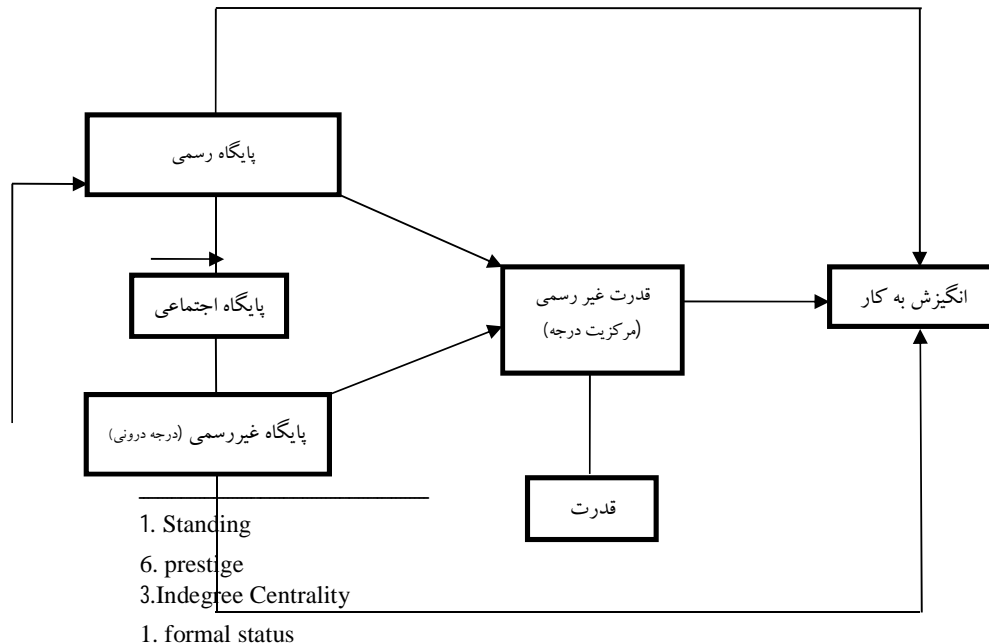 پایگاه رسمی
پایگاه اجتماعی
قدرت غیر رسمی
(مرکزیت درجه)
انگیزش به کار
پایگاه غیررسمی (درجه درونی)
قدرت
1. Standing
6. prestige
3.Indegree Centrality
1. formal status